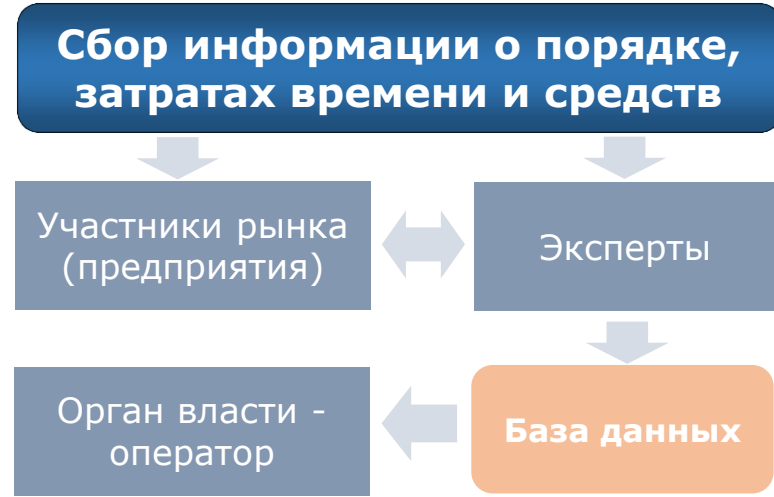 Сбор информации о порядке,
затратах времени и средств
Участники рынка
(предприятия)
Эксперты
Орган власти -
оператор
База данных